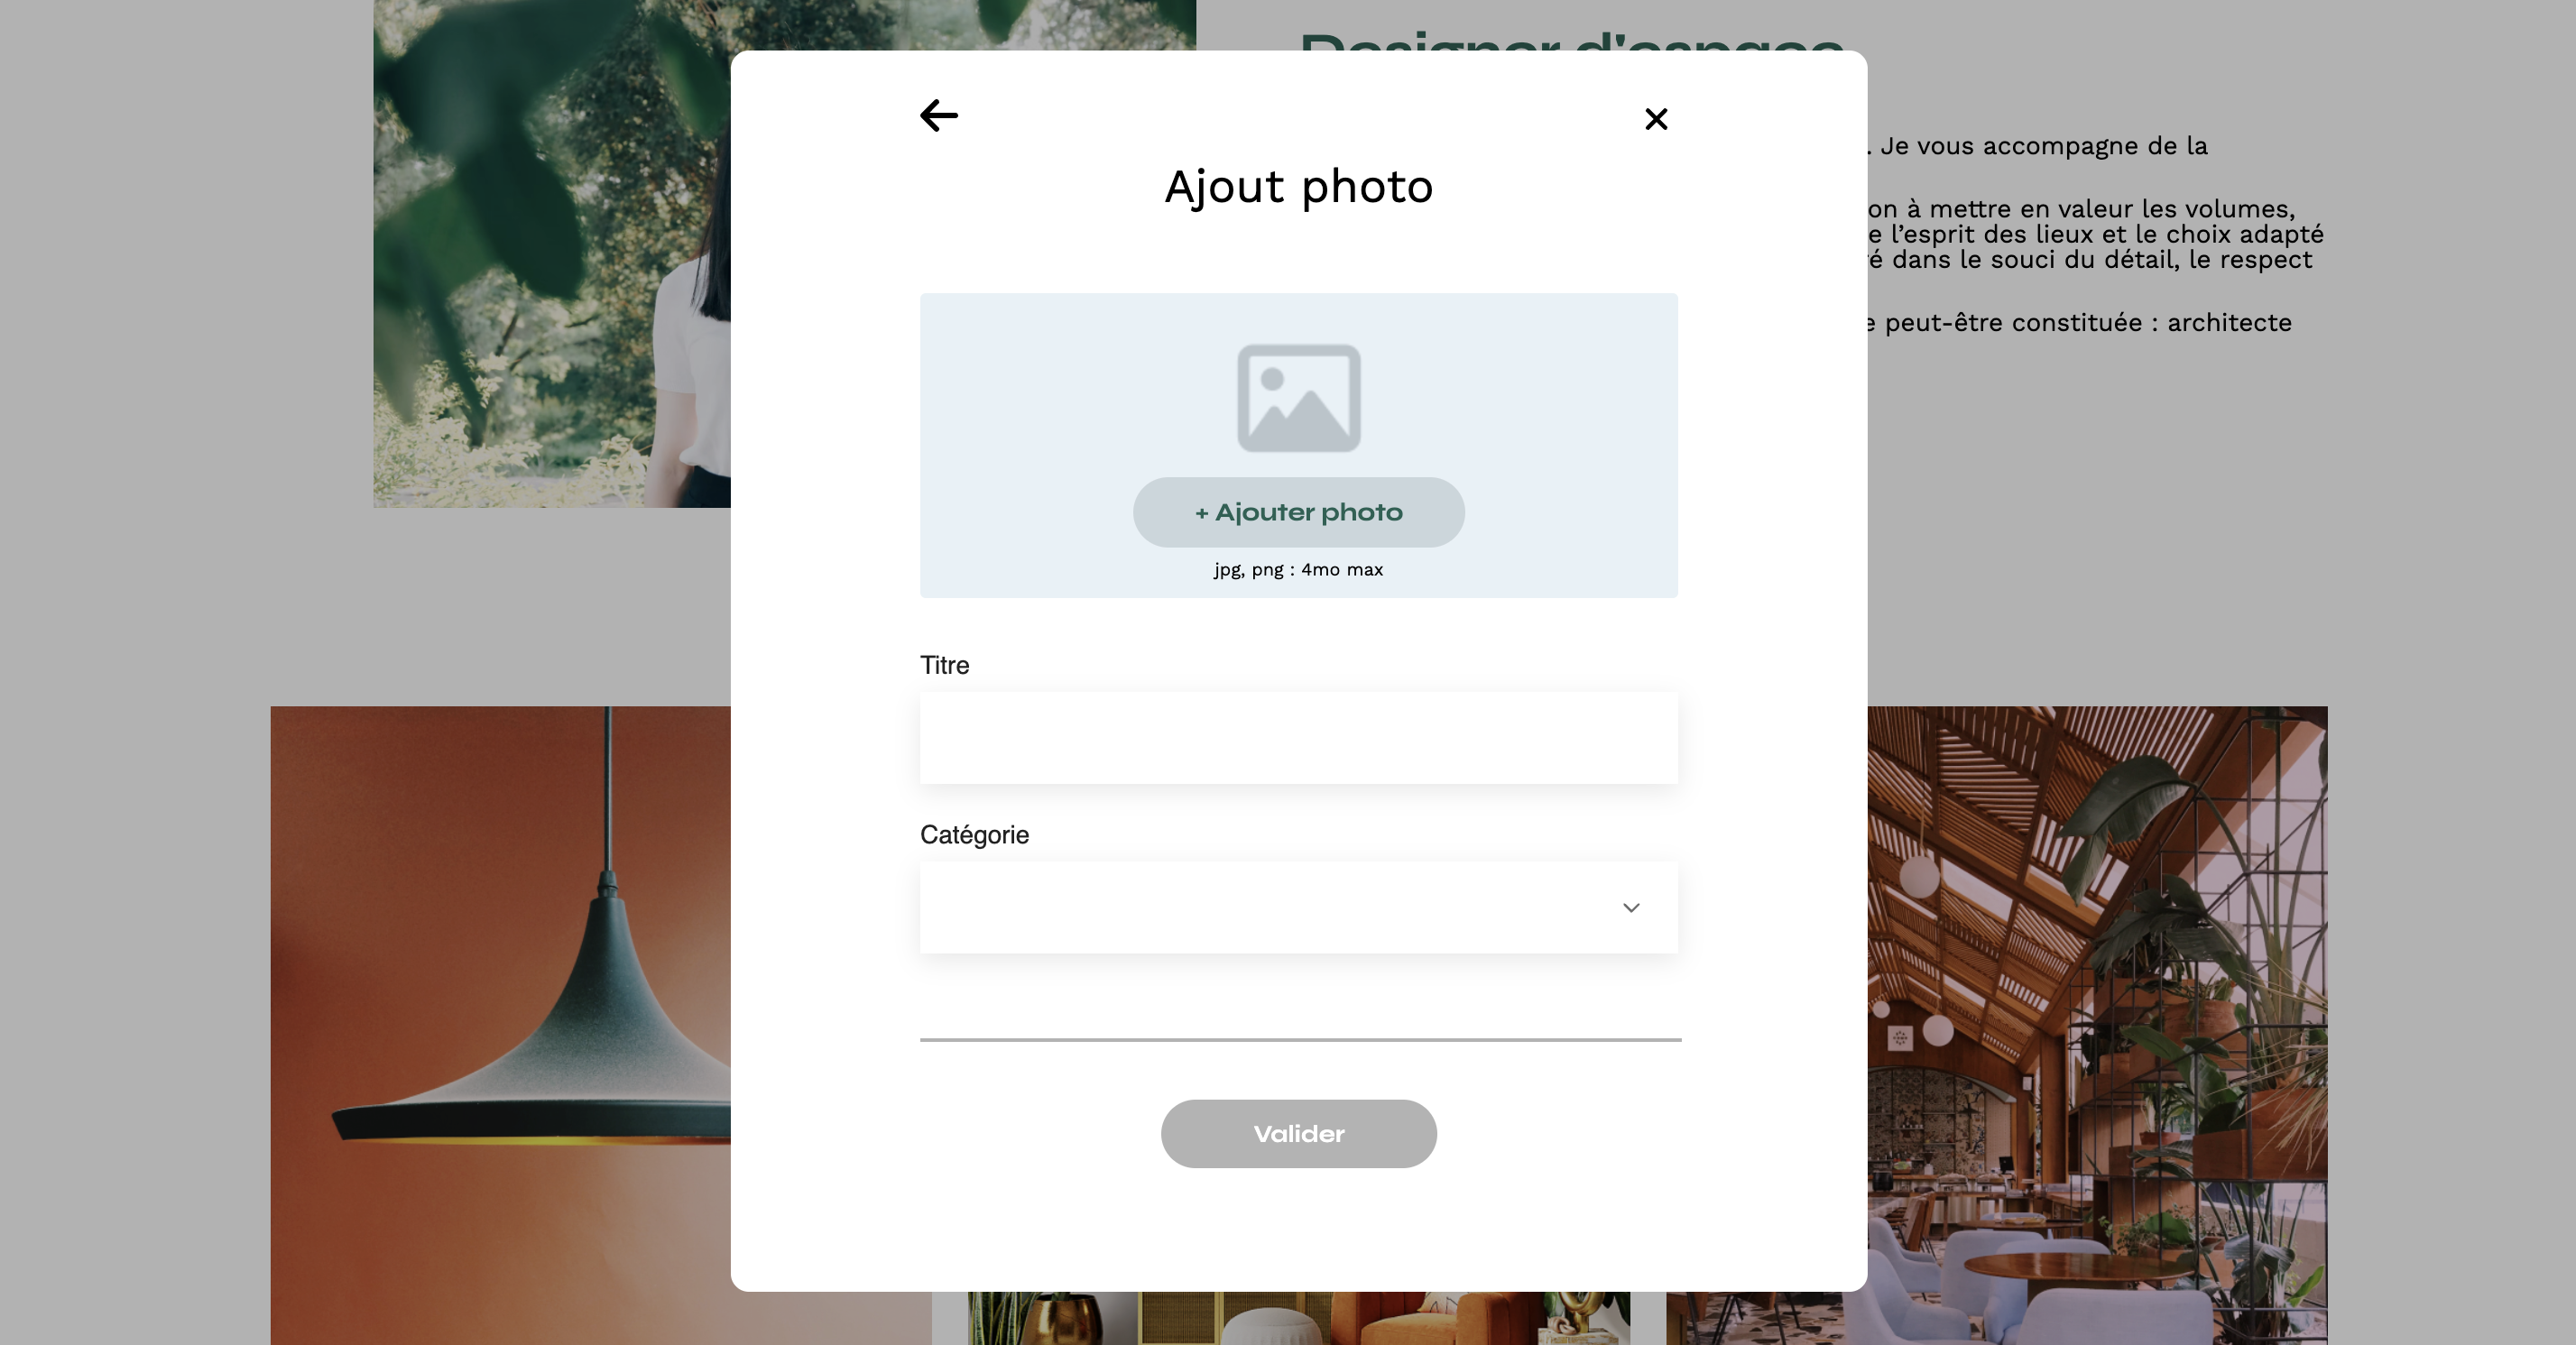 Designer d'espace
. Je vous accompagne de la
on à mettre en valeur les volumes,
e l’esprit des lieux et le choix adapté
é dans le souci du détail, le respect
e peut-être constituée : architecte
Ajout photo
+ Ajouter photo
jpg, png : 4mo max
Titre
Catégorie
Valider